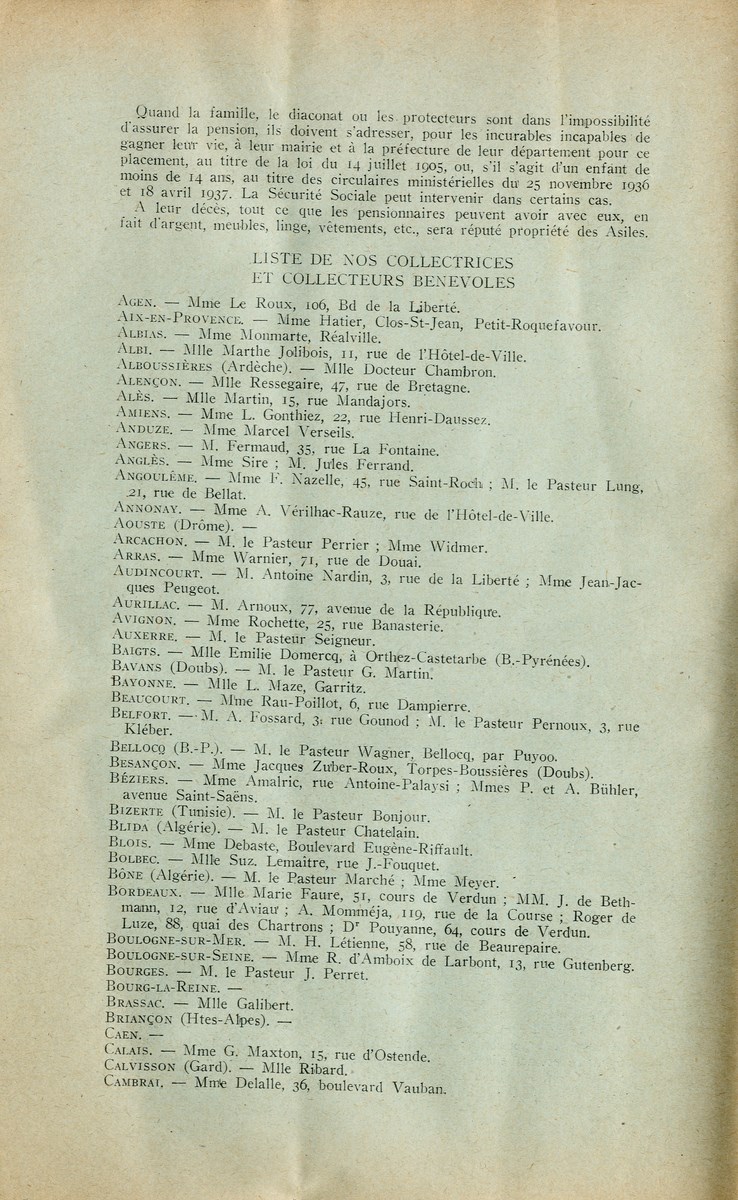 Quand la famille, le diaconat ou les protecteurs sont dans l'impossibilité
d'assurer la pension, ils doivent s'adresser, pour les incurables incapables de
gagner leur vie, à leur mairie et à la préfecture de leur département pour ce
placement, au titre de la loi du 14 juillet 1905, ou, s'il s'agit d'un enfant de
moins de 14 ans, au titre des circulaires ministérielles du 25 novembre 1936
et 18 avril 1937. La Sécurité Sociale peut intervenir dans certains cas.
A leur décès, tout ce que les pensionnaires peuvent avoir avec eux, en
fait d'argent, meubles, linge, vêtements, etc., sera réputé propriété des Asiles.
LISTE DE NOS COLLECTRICES
ET COLLECTEURS BENEVOLES
AGEN. — Mme Le Roux, 106, Bd de la Liberté.
AIX-EN-PROVENCE. — Mme Hatier, Clos-St-Jean, Petit-Roquefavour.
ALBIAS. — Mme Monmarte, Réalville.
ALBI. — Mlle Marthe Jolibois, 11, rue de l'Hôtel-de-Ville.
ALBOUSSIÈRES (Ardèche). — Mlle Docteur Chambron.
ALENÇON. — Mlle Ressegaire, 47, rue de Bretagne.
ALÈS. — Mlle Martin, 15, rue Mandajors.
AMIENS. — Mme L. Gonthiez, 22, rue Henri-Daussez.
ANDUZE. — Mme Marcel Verseils.
ANGERS. — M. Fermaud, 35, rue La Fontaine.
ANGLÈS. — Mme Sire ; M. Jules Ferrand.
ANGOULÊME. — Mme F. Nazelle, 45, rue Saint-Roch ; M. le Pasteur Lung,
21, rue de Bellat.
ANNONAY. — Mme A. Vérilhac-Rauze, rue de l'Hôtel-de-Ville.
AOUSTE (Drôme). —
ARCACHON. — M. le Pasteur Perrier ; Mme Widmer.
ARRAS. — Mme Warnier, 71, rue de Douai.
AUDINCOURT. — M. Antoine Nardin, 3, rue de la Liberté ; Mme Jean-Jac-
ques Peugeot.
AURILLAC. — M. Arnoux, 77, avenue de la République.
AVIGNON. — Mme Rochette, 25, rue Banasterie.
AUXERRE. — M. le Pasteur Seigneur.
BAIGTS. — Mlle Emilie Domercq, à Orthez-Castetarbe (B.-Pyrénées).
BAVANS (Doubs). — M. le Pasteur G. Martin.
BAYONNE. — Mlle L. Maze, Garritz.
BEAUCOURT. — Mme Rau-Poillot, 6, rue Dampierre.
BELFORT. — M. A. Fossard, 3, rue Gounod ; M. le Pasteur Pernoux, 3, rue
Kléber.
BELLOCQ (B.-P.). — M. le Pasteur Wagner, Bellocq, par Puyoo.
BESANÇON. — Mme Jacques Zuber-Roux, Torpes-Boussières (Doubs).
BÉZIERS. — Mme Amalric, rue Antoine-Palaysi ; Mmes P. et A. Bühler,
avenue Saint-Saëns.
BIZERTE (Tunisie). — M. le Pasteur Bonjour.
BLIDA (Algérie). — M. le Pasteur Chatelain.
BLOIS. — Mme Debaste, Boulevard Eugène-Riffault.
BOLBEC. — Mlle Suz. Lemaître, rue J.-Fouquet.
BÔNE (Algérie). — M. le Pasteur Marché ; Mme Meyer.
BORDEAUX. — Mlle Marie Faure, 51, cours de Verdun ; MM. J. de Beth-
mann, 12, rue d'Aviau ; A. Momméja, 119, rue de la Course ; Roger de
Luze, 88, quai des Chartrons ; Dr Pouyanne, 64, cours de Verdun.
BOULOGNE-SUR-MER. — M. H. Létienne, 58, rue de Beaurepaire.
BOULOGNE-SUR-SEINE. — Mme R. d'Amboix de Larbont, 13, rue Gutenberg.
BOURGES. — M. le Pasteur J. Perret.
BOURG-LA-REINE. —
BRASSAC. — Mlle Galibert.
BRIANÇON (Htes-Alpes). —
CAEN. —
CALAIS. — Mme G. Maxton, 15, rue d'Ostende.
CALVISSON (Gard). — Mlle Ribard.
CAMBRAI. — Mme Delalle, 36, boulevard Vauban.